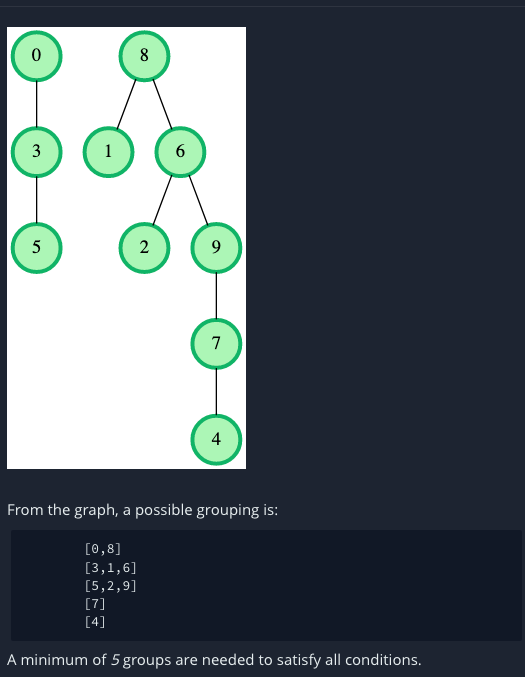 0 8
3 1 6
5 2 9
7
4
From the graph, a possible grouping is:
[0,8]
[3,1,6]
[5,2,9]
[7]
[4]
A minimum of 5 groups are needed to satisfy all conditions.